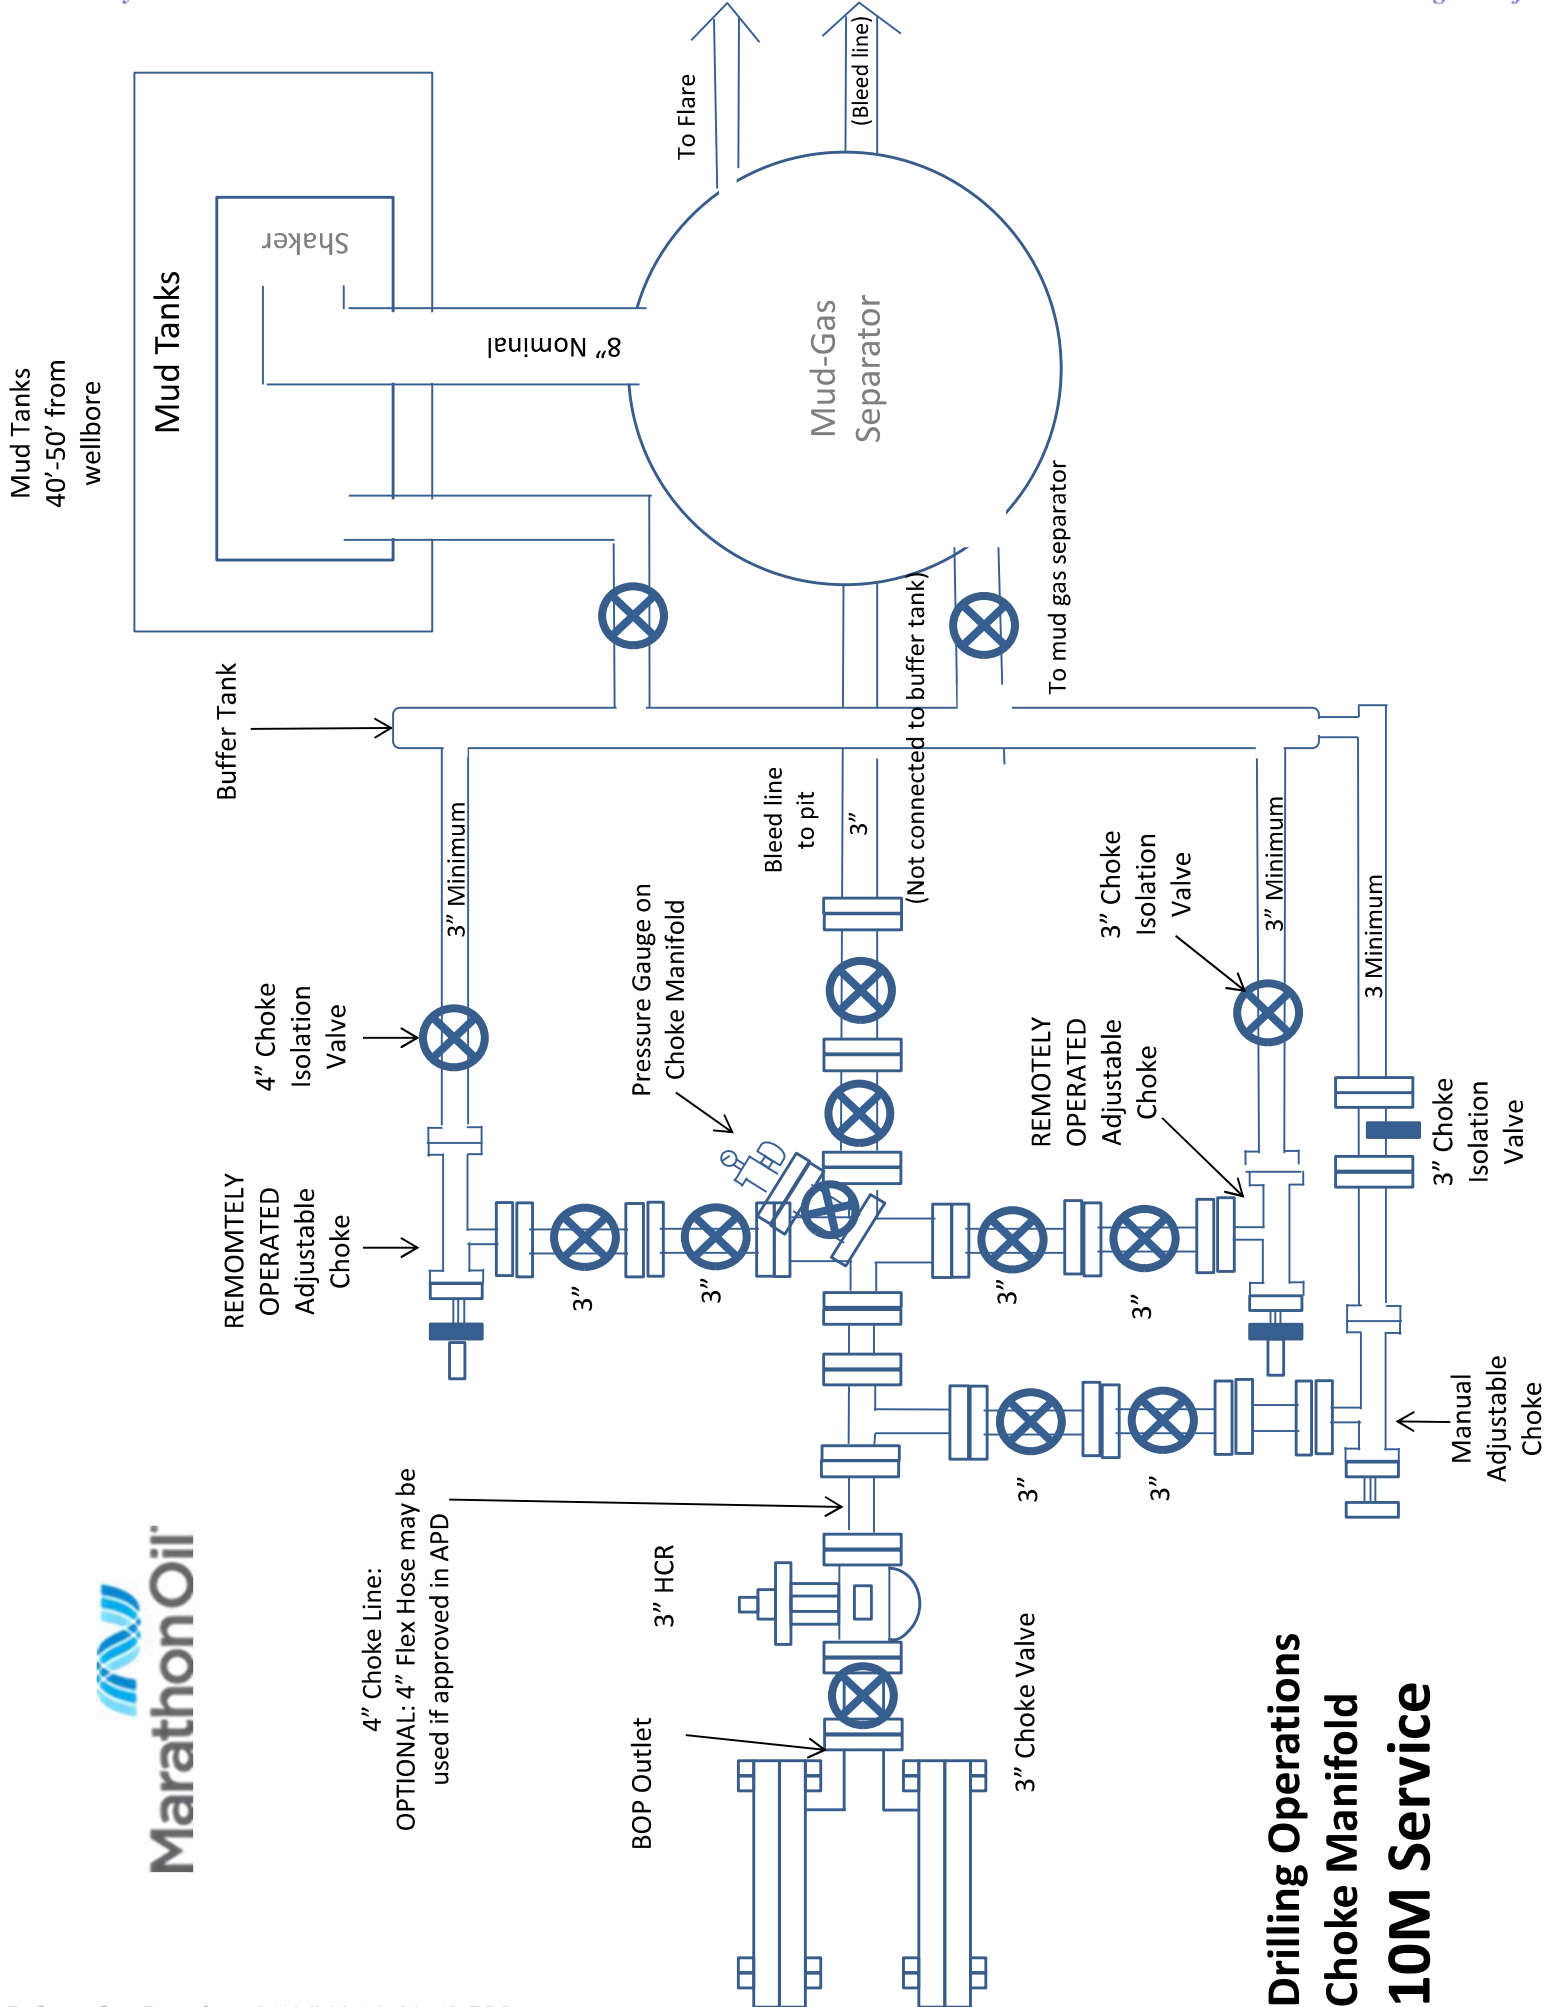 Mud Tanks
40’-50’ from
wellbore
Mud Tanks
Shaker
8” Nominal
To Flare
(Bleed line)
Mud-Gas
Separator
Buffer Tank
To mud gas separator
(Not connected to buffer tank)
Bleed line
to pit
3”
3” Minimum
3” Minimum
3 Minimum
4” Choke
Isolation
Valve
Pressure Gauge on
Choke Manifold
3” Choke
Isolation
Valve
REMOTELY
OPERATED
Adjustable
Choke
3” Choke
Isolation
Valve
REMOMTELY
OPERATED
Adjustable
Choke
3”
3”
3”
3”
3”
3”
Manual
Adjustable
Choke
MarathonOil
4” Choke Line:
OPTIONAL: 4” Flex Hose may be
used if approved in APD
3” HCR
BOP Outlet
3” Choke Valve
Drilling Operations
Choke Manifold
10M Service